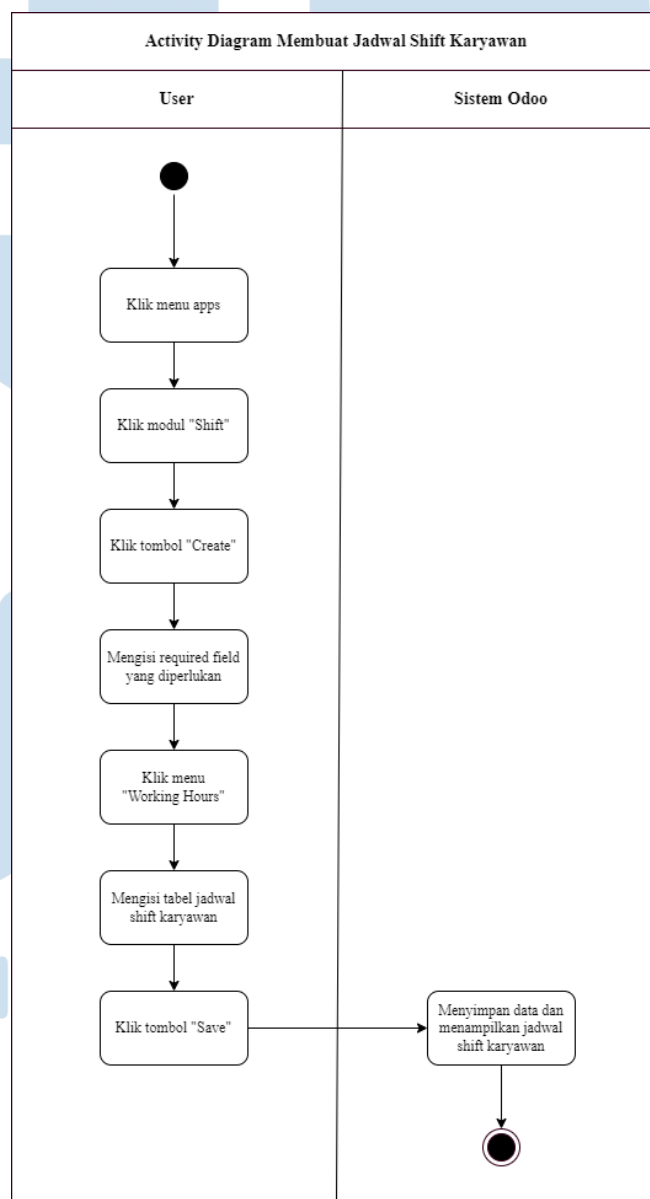 Activity Diagram Membuat Jadwal Shift Karyawan
User
Sistem Odoo
Klik menu apps
Klik modul "Shift"
Klik tombol "Create"
Mengisi required field
yang diperlukan
Klik menu
"Working Hours"
Mengisi tabel jadwal
shift karyawan
Klik tombol "Save"
Menyimpan data dan
menampilkan jadwal
shift karyawan